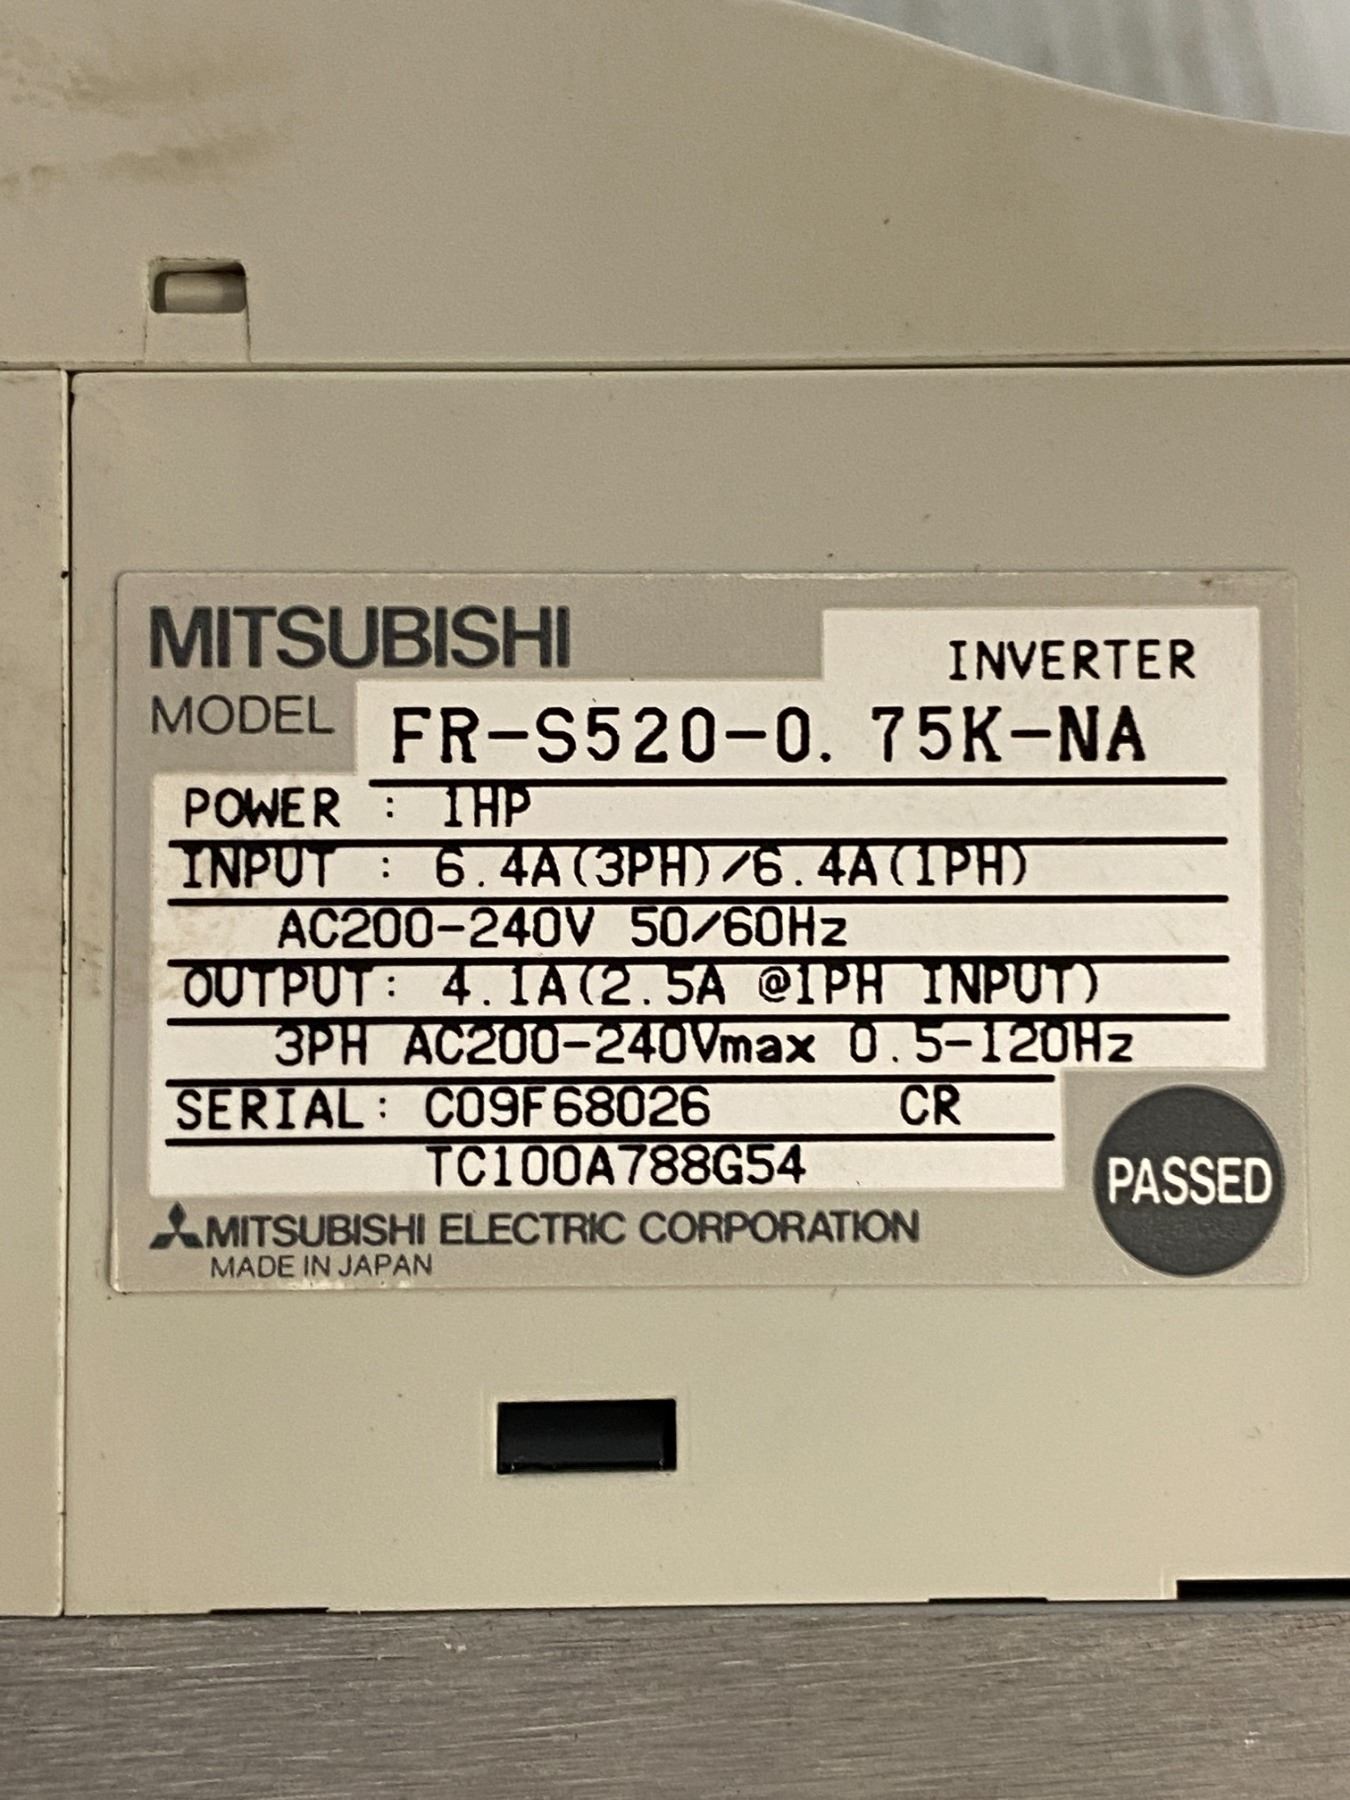 MITSUBISHI
INVERTER
MODEL FR-S520-0.75K-NA
POWER : 1HP
INPUT : 6.4A(3PH)/6.4A(1PH)
AC200-240V 50/60Hz
OUTPUT: 4.1A(2.5A @1PH INPUT)
3PH AC200-240Vmax 0.5-120Hz
SERIAL: C09F68026 CR
TC100A788G54
PASSED
MITSUBISHI ELECTRIC CORPORATION
MADE IN JAPAN